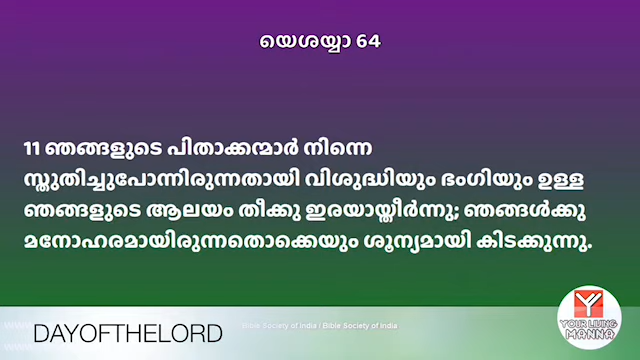 യെശയ്യാ 64
11 ഞങ്ങളുടെ പിതാക്കന്മാർ നിന്നെ
സ്തുതിച്ചുപോന്നിരുന്നതായി വിശുദ്ധിയും ഭംഗിയും ഉള്ള
ഞങ്ങളുടെ ആലയം തീക്കു ഇരയായ്തീർന്നു; ഞങ്ങൾക്കു
മനോഹരമായിരുന്നതൊക്കെയും ശൂന്യമായി കിടക്കുന്നു.
Bible Society of India / Bible Society of India
DAYOFTHELORD
YOUR LIVING
MANNA